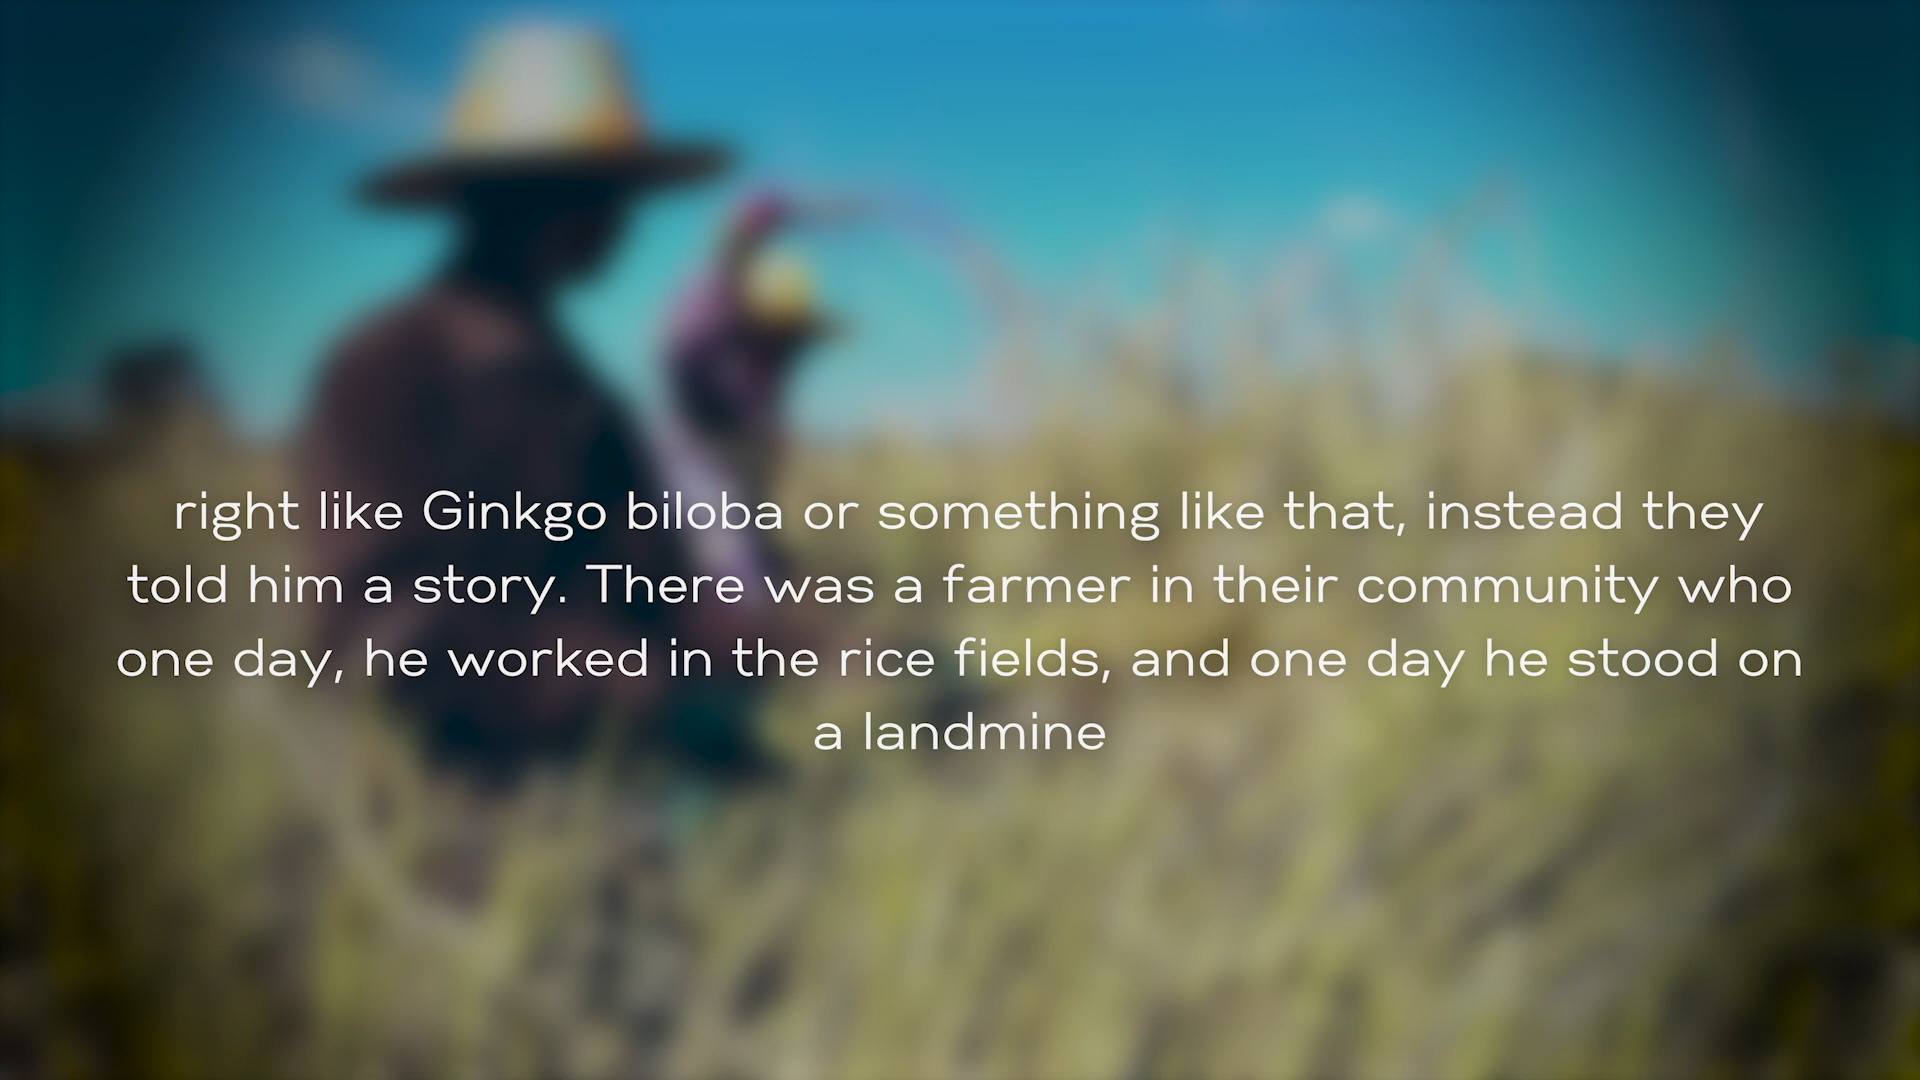 right like Ginkgo biloba or something like that, instead they
told him a story. There was a farmer in their community who
one day, he worked in the rice fields, and one day he stood on
a landmine